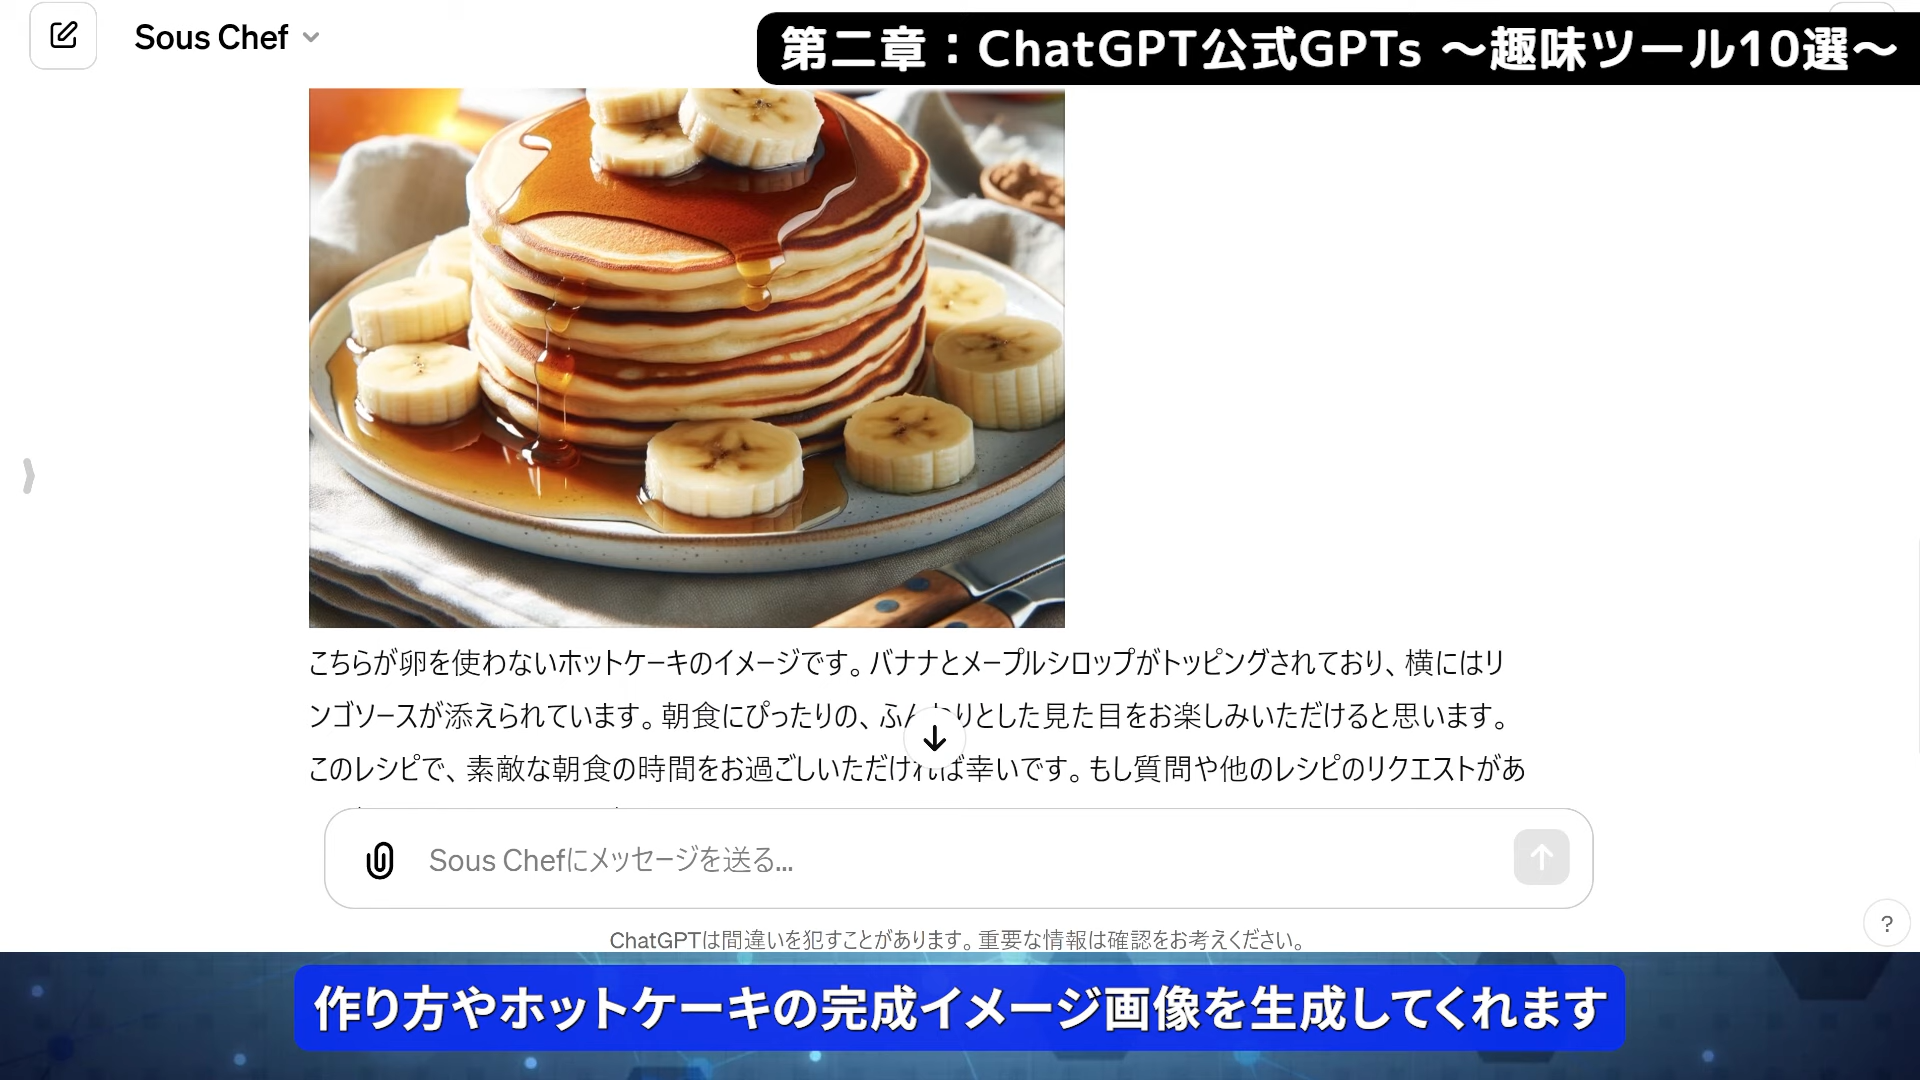 Sous Chef
第二章：ChatGPT公式GPTs ～趣味ツール10選～
こちらが卵を使わないホットケーキのイメージです。バナナとメープルシロップがトッピングされており、横にはリ
ンゴソースが添えられています。朝食にぴったりの、ふんわりとした見た目をお楽しみいただけると思います。
このレシピで、素敵な朝食の時間をお過ごしいただければ幸いです。もし質問や他のレシピのリクエストがあ
Sous Chefにメッセージを送る...
?
ChatGPTは間違いを犯すことがあります。重要な情報は確認をお考えください。
作り方やホットケーキの完成イメージ画像を生成してくれます